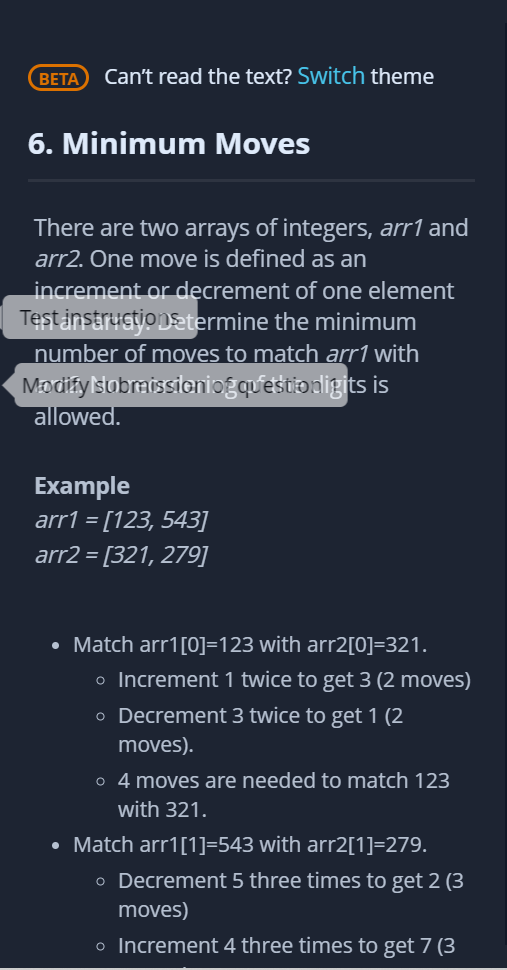 BETA Can't read the text? Switch theme
6. Minimum Moves
There are two arrays of integers, arr1 and
arr2. One move is defined as an
increment or decrement of one element
in an array. Determine the minimum
Test instructions
number of moves to match arr1 with
arr2. No reordering of the digits is
Modify submission of question 1
allowed.
Example
arr1 = [123, 543]
arr2 = [321, 279]
• Match arr1[0]=123 with arr2[0]=321.
○ Increment 1 twice to get 3 (2 moves)
○ Decrement 3 twice to get 1 (2
moves).
○ 4 moves are needed to match 123
with 321.
• Match arr1[1]=543 with arr2[1]=279.
○ Decrement 5 three times to get 2 (3
moves)
○ Increment 4 three times to get 7 (3